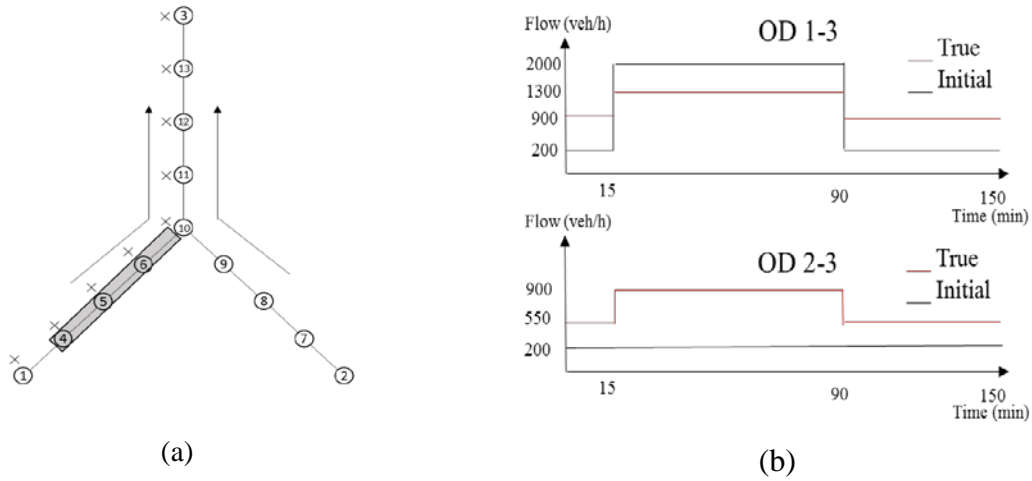 3
13
12
11
10
6
9
5
8
4
7
1
2
(a)
Flow (veh/h)
OD 1-3
True
Initial
2000
1300
900
200
15
90
150
Time (min)
Flow (veh/h)
OD 2-3
True
Initial
900
550
200
15
90
150
Time (min)
(b)